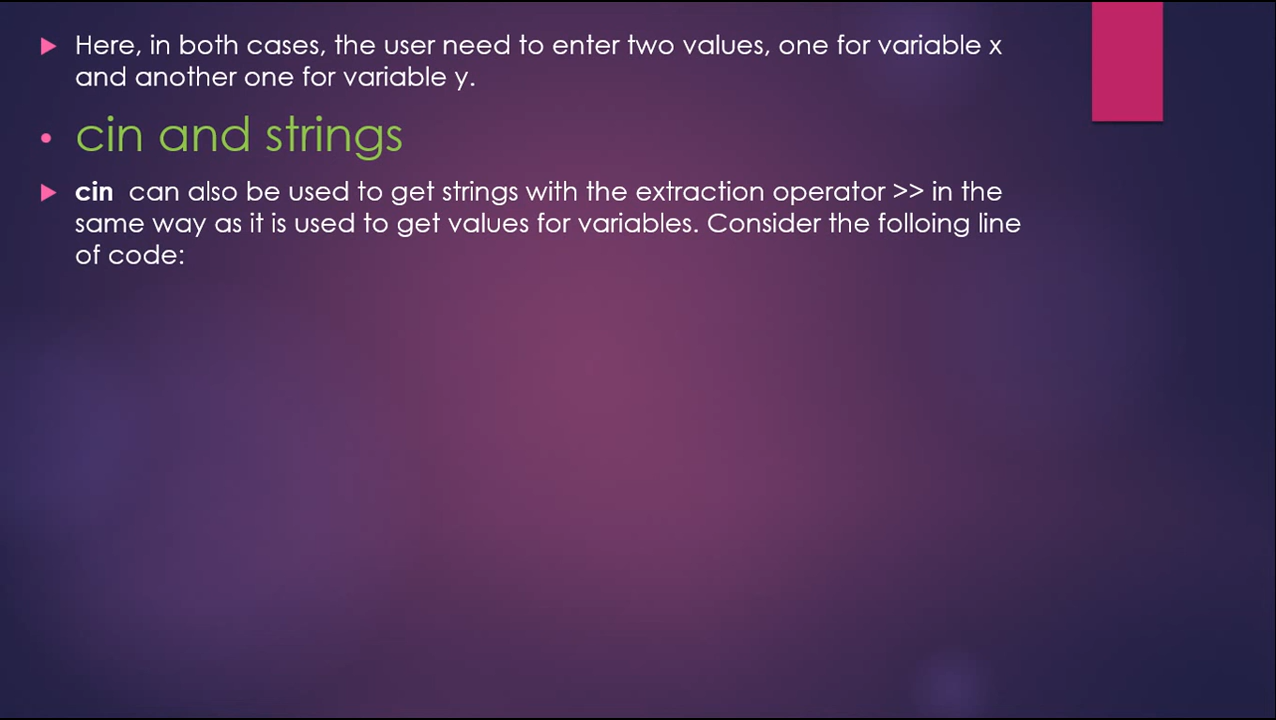 Here, in both cases, the user need to enter two values, one for variable x
and another one for variable y.
cin and strings
cin can also be used to get strings with the extraction operator >> in the
same way as it is used to get values for variables. Consider the folloing line
of code: